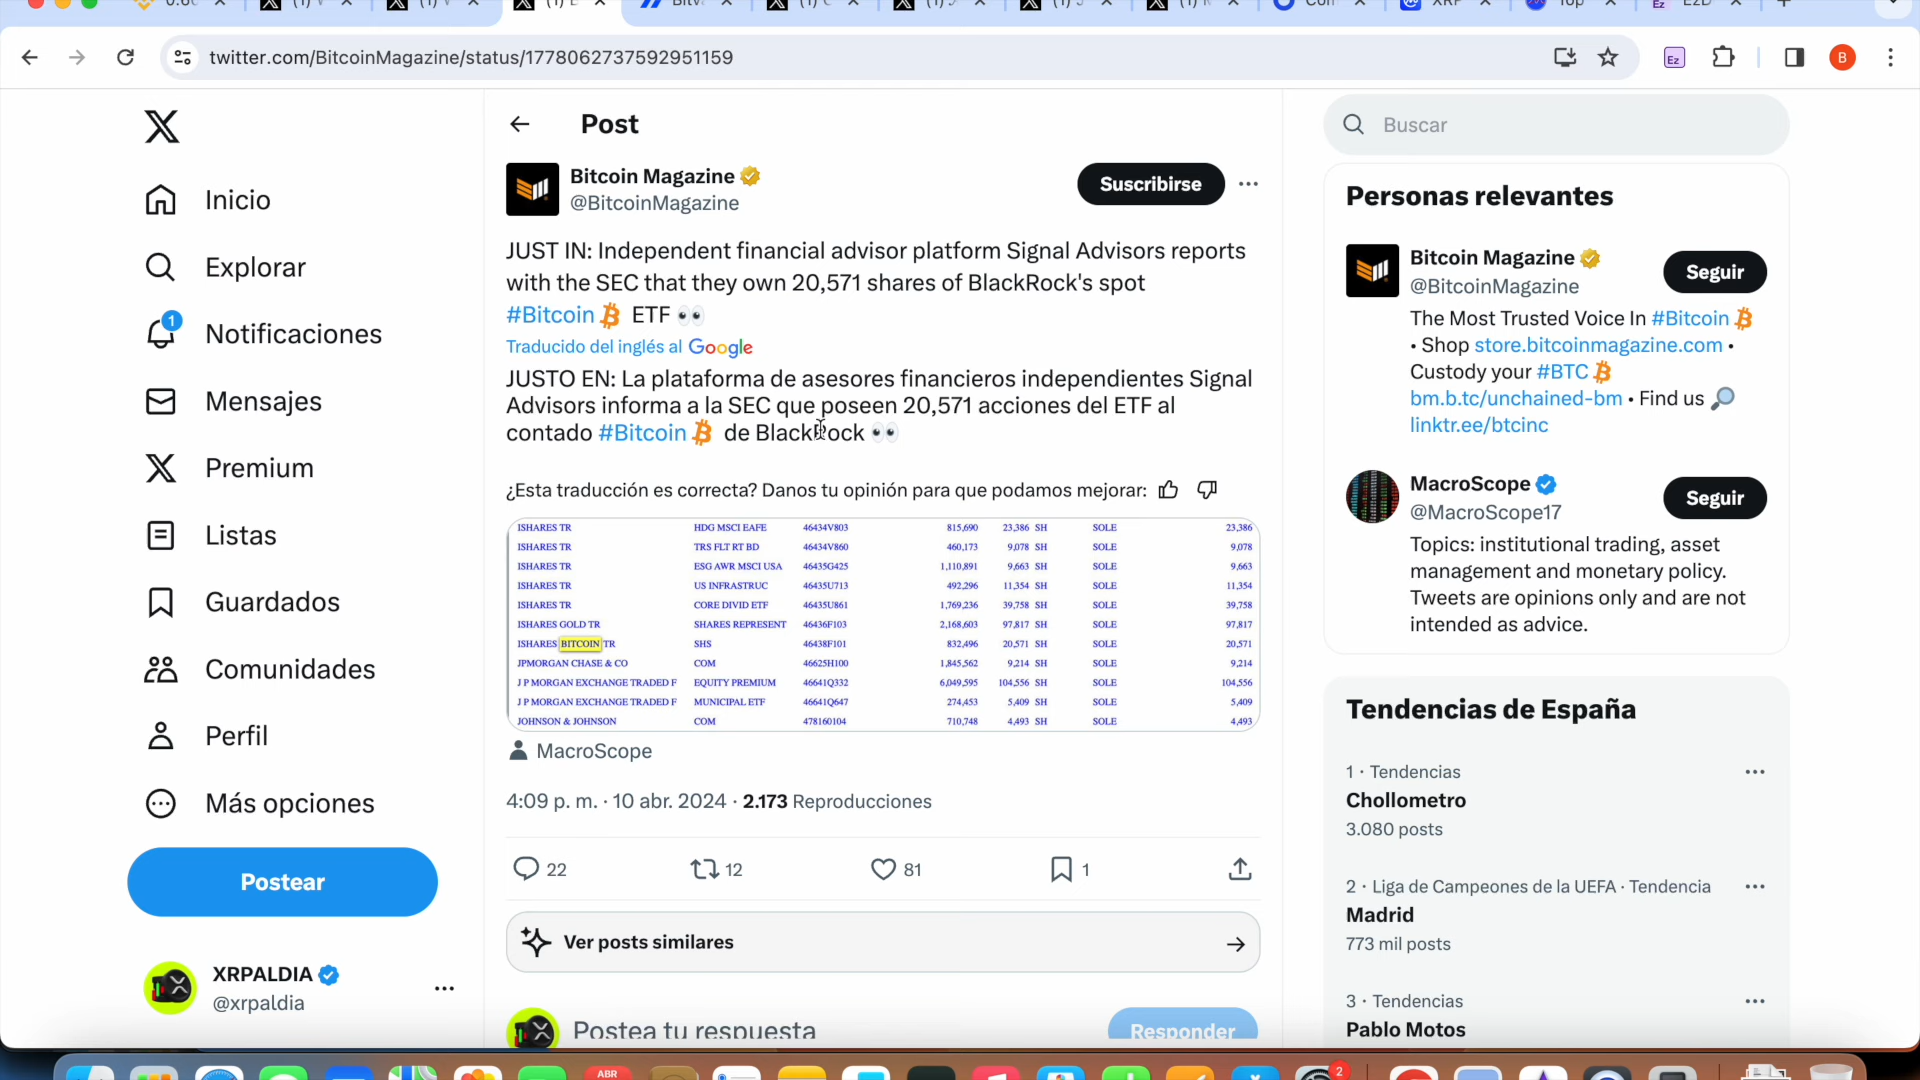 twitter.com/BitcoinMagazine/status/1778062737592951159
Ez
B
Inicio
Explorar
1
Notificaciones
Mensajes
Premium
Listas
Guardados
Comunidades
Perfil
Más opciones
Postear
XRPALDIA
@xrpaldia
Post
Bitcoin Magazine
@BitcoinMagazine
Suscribirse
JUST IN: Independent financial advisor platform Signal Advisors reports
with the SEC that they own 20,571 shares of BlackRock's spot
#Bitcoin ETF 👀
Traducido del inglés al Google
JUSTO EN: La plataforma de asesores financieros independientes Signal
Advisors informa a la SEC que poseen 20,571 acciones del ETF al
contado #Bitcoin de BlackRock 👀
¿Esta traducción es correcta? Danos tu opinión para que podamos mejorar:
ISHARES TR HDG MSCI EAFE 46434V803 815,690 23,386 SH SOLE 23,386
ISHARES TR TRS FLT RT BD 46434V860 460,173 9,078 SH SOLE 9,078
ISHARES TR ESG AWR MSCI USA 46435G425 1,110,891 9,663 SH SOLE 9,663
ISHARES TR US INFRASTRUC 46435U713 492,296 11,354 SH SOLE 11,354
ISHARES TR CORE DIVID ETF 46435U861 1,769,236 39,758 SH SOLE 39,758
ISHARES GOLD TR SHARES REPRESENT 46436F103 2,168,603 97,817 SH SOLE 97,817
ISHARES BITCOIN TR SHS 46438F101 832,496 20,571 SH SOLE 20,571
JPMORGAN CHASE & CO COM 46625H100 1,845,562 9,214 SH SOLE 9,214
J P MORGAN EXCHANGE TRADED F EQUITY PREMIUM 46641Q332 6,049,595 104,556 SH SOLE 104,556
J P MORGAN EXCHANGE TRADED F MUNICIPAL ETF 46641Q647 274,453 5,409 SH SOLE 5,409
JOHNSON & JOHNSON COM 478160104 710,748 4,493 SH SOLE 4,493
MacroScope
4:09 p. m. · 10 abr. 2024 · 2.173 Reproducciones
22 12 81 1
Ver posts similares
Postea tu respuesta
Responder
Buscar
Personas relevantes
Bitcoin Magazine
@BitcoinMagazine
Seguir
The Most Trusted Voice In #Bitcoin
• Shop store.bitcoinmagazine.com •
Custody your #BTC
bm.b.tc/unchained-bm • Find us 🔎
linktr.ee/btcinc
MacroScope
@MacroScope17
Seguir
Topics: institutional trading, asset
management and monetary policy.
Tweets are opinions only and are not
intended as advice.
Tendencias de España
1 · Tendencias
Chollometro
3.080 posts
2 · Liga de Campeones de la UEFA · Tendencia
Madrid
773 mil posts
3 · Tendencias
Pablo Motos
ABR
2